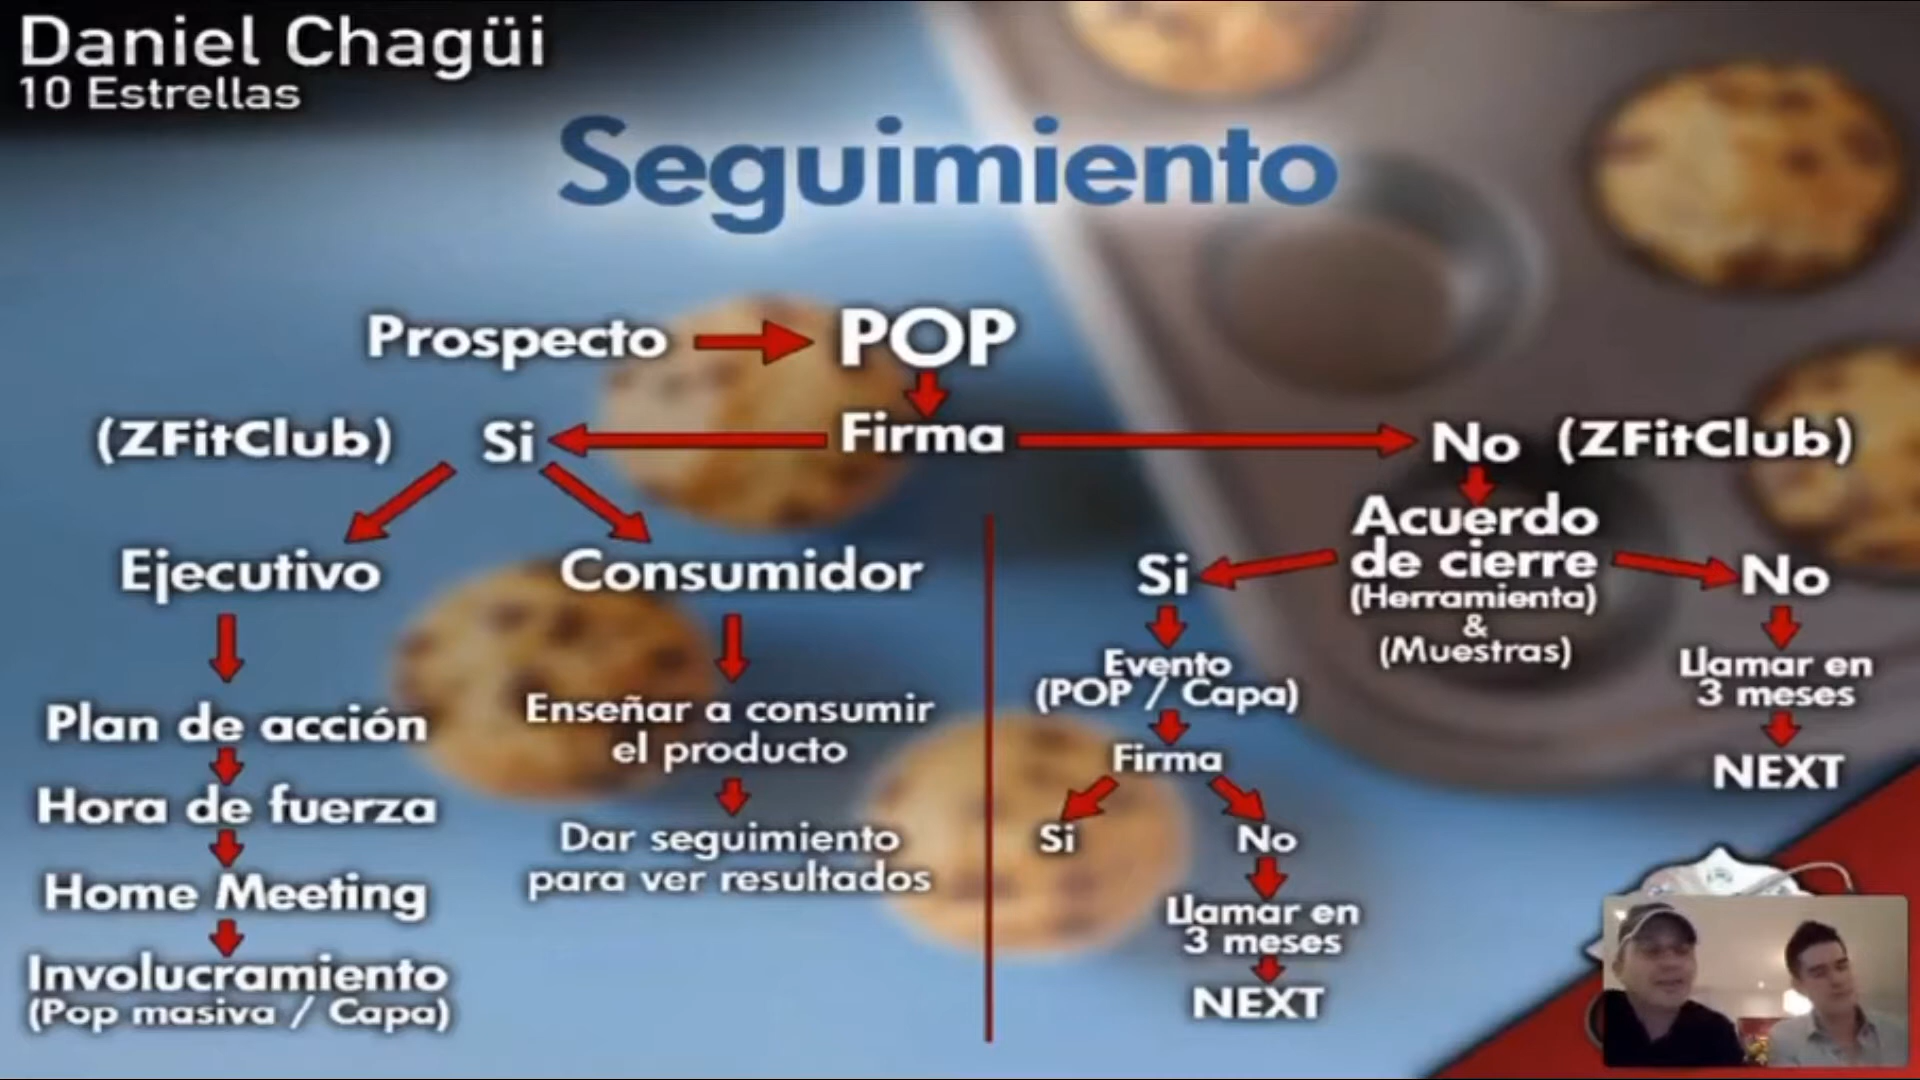 Daniel Chagüi
10 Estrellas
Seguimiento
Prospecto
POP
(ZFitClub)
Si
Firma
No
(ZFitClub)
Ejecutivo
Plan de acción
Hora de fuerza
Home Meeting
Involucramiento
(Pop masiva / Capa)
Consumidor
Enseñar a consumir
el producto
Dar seguimiento
para ver resultados
Acuerdo
de cierre
(Herramienta)
&
(Muestras)
Si
Evento
(POP / Capa)
Firma
Si
No
Llamar en
3 meses
NEXT
No
Llamar en
3 meses
NEXT